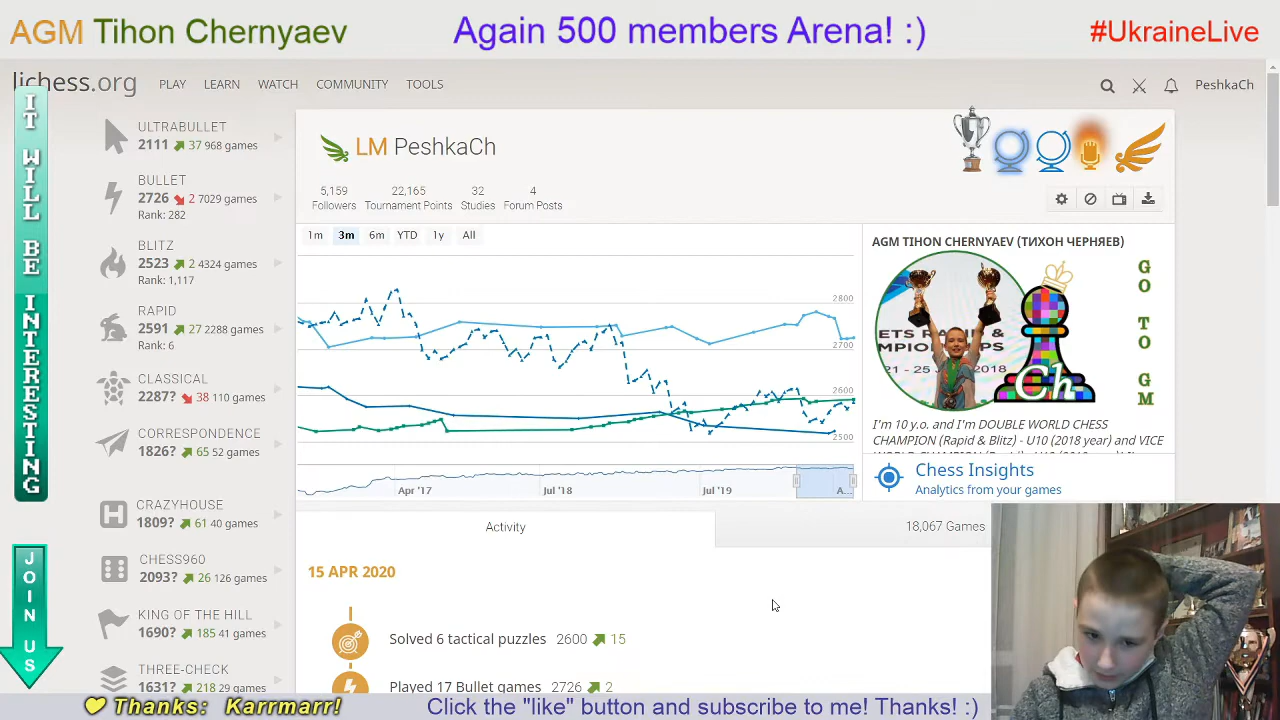 AGM Tihon Chernyaev
Again 500 members Arena! :)
#UkraineLive
lichess.org
PLAY
LEARN
WATCH
COMMUNITY
TOOLS
PeshkaCh
IT WILL BE INTERESTING
JOIN US
ULTRABULLET
2111 37 968 games
BULLET
2726 2 7029 games
Rank: 282
BLITZ
2523 2 4324 games
Rank: 1,117
RAPID
2591 27 2288 games
Rank: 6
CLASSICAL
2287? 38 110 games
CORRESPONDENCE
1826? 65 52 games
CRAZYHOUSE
1809? 61 40 games
CHESS960
2093? 26 126 games
KING OF THE HILL
1690? 185 41 games
THREE-CHECK
1631? 218 29 games
LM PeshkaCh
5,159 22,165 32 4
Followers Tournament Points Studies Forum Posts
1m 3m 6m YTD 1y All
2800
2700
2600
2500
Apr '17 Jul '18 Jul '19 A...
AGM TIHON CHERNYAEV (ТИХОН ЧЕРНЯЕВ)
21 - 25 2018
Ch
GO TO GM
I'm 10 y.o. and I'm DOUBLE WORLD CHESS
CHAMPION (Rapid & Blitz) - U10 (2018 year) and VICE
Chess Insights
Analytics from your games
Activity
18,067 Games
15 APR 2020
Solved 6 tactical puzzles 2600 15
Played 17 Bullet games 2726 2
Thanks: Karrmarr!
Click the "like" button and subscribe to me! Thanks! :)